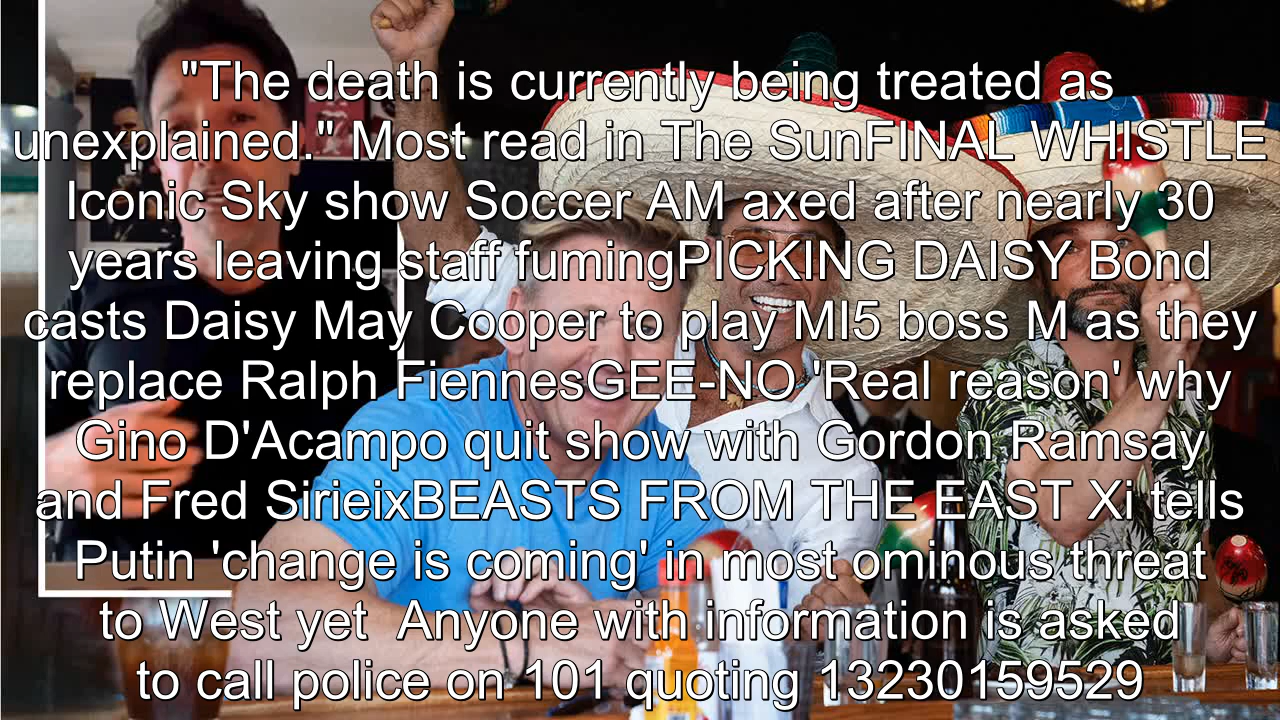 "The death is currently being treated as
unexplained." Most read in The SunFINAL WHISTLE
Iconic Sky show Soccer AM axed after nearly 30
years leaving staff fumingPICKING DAISY Bond
casts Daisy May Cooper to play MI5 boss M as they
replace Ralph FiennesGEE-NO 'Real reason' why
Gino D'Acampo quit show with Gordon Ramsay
and Fred SirieixBEASTS FROM THE EAST Xi tells
Putin 'change is coming' in most ominous threat
to West yet  Anyone with information is asked
to call police on 101 quoting 13230159529